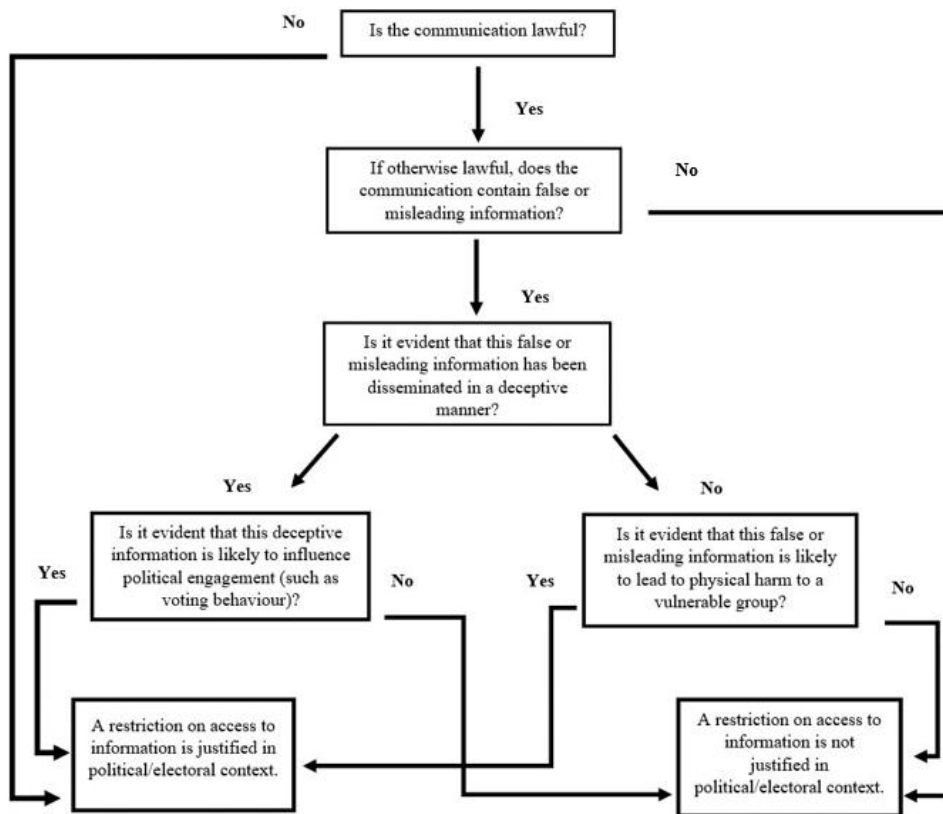 No
Is the communication lawful?
Yes
If otherwise lawful, does the
communication contain false or
misleading information?
No
Yes
Is it evident that this false or
misleading information has been
disseminated in a deceptive
manner?
Yes
No
Is it evident that this deceptive
information is likely to influence
political engagement (such as
voting behaviour)?
Yes
No
Is it evident that this false or
misleading information is likely
to lead to physical harm to a
vulnerable group?
Yes
No
A restriction on access to
information is justified in
political/electoral context.
A restriction on access to
information is not
justified in
political/electoral context.